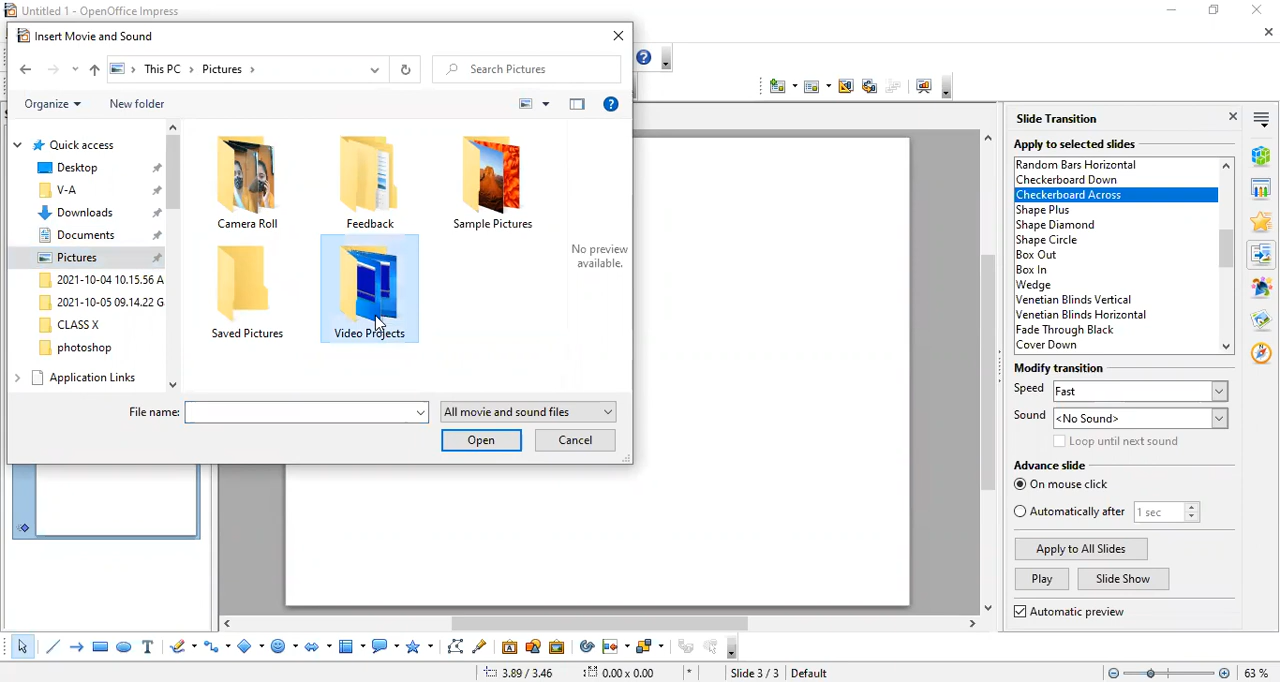 Untitled 1 - OpenOffice Impress
Insert Movie and Sound
This PC > Pictures >
Search Pictures
Organize
New folder
Quick access
Desktop
V-A
Downloads
Documents
Pictures
2021-10-04 10.15.56 A
2021-10-05 09.14.22 G
CLASS X
photoshop
Application Links
Camera Roll
Feedback
Sample Pictures
Saved Pictures
Video Projects
No preview
available.
File name:
All movie and sound files
Open
Cancel
Slide Transition
Apply to selected slides
Random Bars Horizontal
Checkerboard Down
Checkerboard Across
Shape Plus
Shape Diamond
Shape Circle
Box Out
Box In
Wedge
Venetian Blinds Vertical
Venetian Blinds Horizontal
Fade Through Black
Cover Down
Modify transition
Speed Fast
Sound <No Sound>
Loop until next sound
Advance slide
On mouse click
Automatically after 1 sec
Apply to All Slides
Play Slide Show
Automatic preview
3.89 / 3.46 0.00 x 0.00 * Slide 3 / 3 Default 63 %